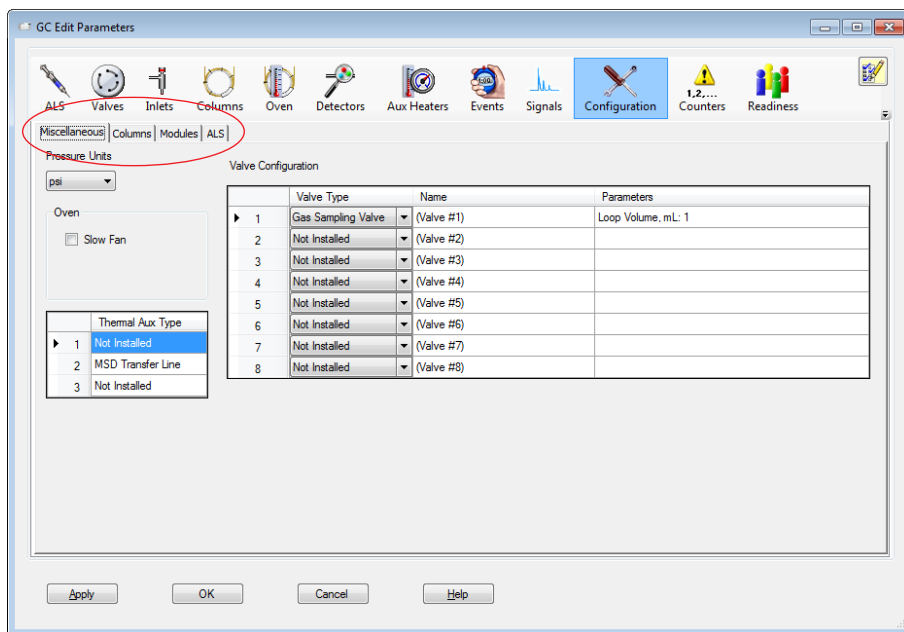 GC Edit Parameters
1,2,...
ALS Valves Inlets Columns Oven Detectors Aux Heaters Events Signals Configuration Counters Readiness
Miscellaneous Columns Modules ALS
Pressure Units
psi
Oven
Slow Fan
Thermal Aux Type
1 Not Installed
2 MSD Transfer Line
3 Not Installed
Valve Configuration
Valve Type Name Parameters
1 Gas Sampling Valve (Valve #1) Loop Volume, mL: 1
2 Not Installed (Valve #2)
3 Not Installed (Valve #3)
4 Not Installed (Valve #4)
5 Not Installed (Valve #5)
6 Not Installed (Valve #6)
7 Not Installed (Valve #7)
8 Not Installed (Valve #8)
Apply OK Cancel Help